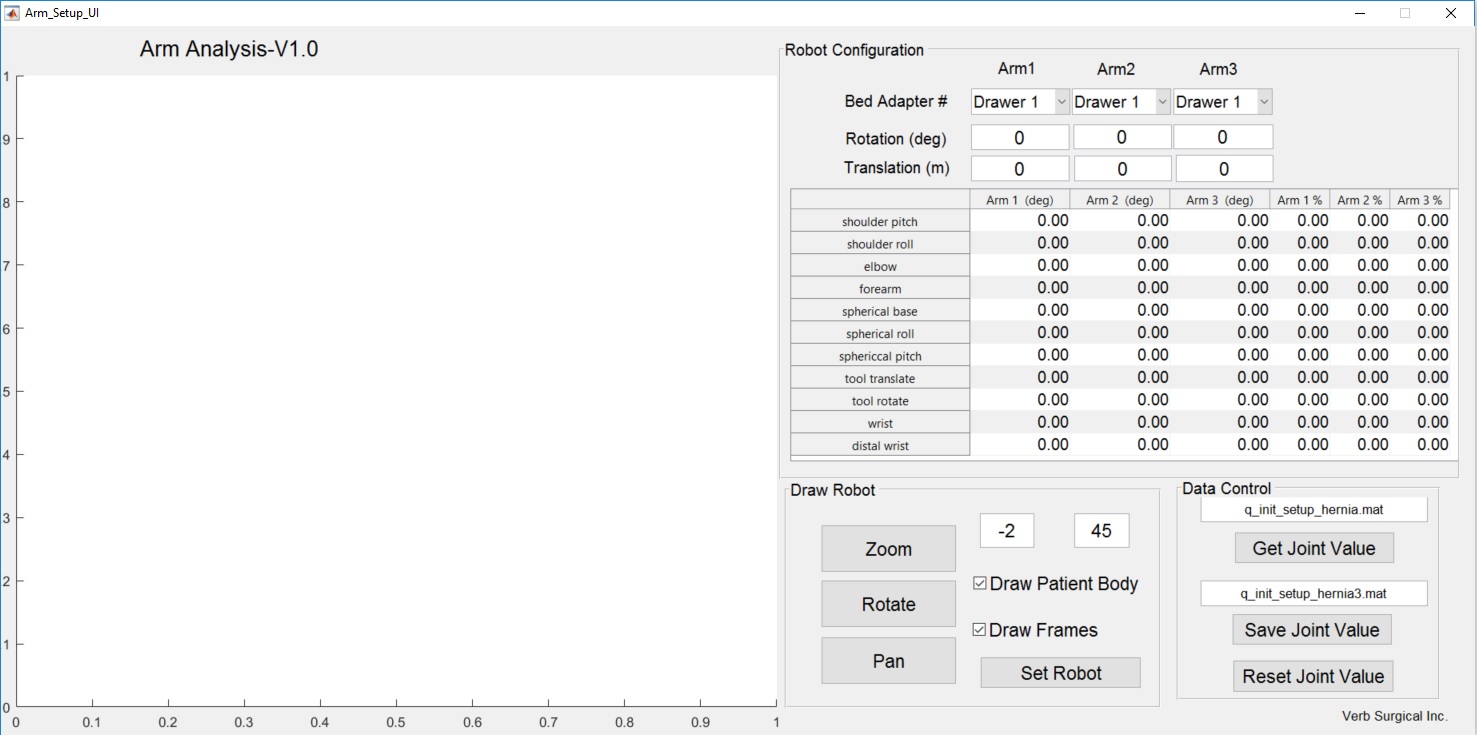 Arm_Setup_UI
Arm Analysis-V1.0
1
9
8
7
6
5
4
3
2
1
0
0 0.1 0.2 0.3 0.4 0.5 0.6 0.7 0.8 0.9 1
Robot Configuration
Arm1 Arm2 Arm3
Bed Adapter # Drawer 1 Drawer 1 Drawer 1
Rotation (deg) 0 0 0
Translation (m) 0 0 0
Arm 1 (deg) Arm 2 (deg) Arm 3 (deg) Arm 1 % Arm 2 % Arm 3 %
shoulder pitch 0.00 0.00 0.00 0.00 0.00 0.00
shoulder roll 0.00 0.00 0.00 0.00 0.00 0.00
elbow 0.00 0.00 0.00 0.00 0.00 0.00
forearm 0.00 0.00 0.00 0.00 0.00 0.00
spherical base 0.00 0.00 0.00 0.00 0.00 0.00
spherical roll 0.00 0.00 0.00 0.00 0.00 0.00
sphericcal pitch 0.00 0.00 0.00 0.00 0.00 0.00
tool translate 0.00 0.00 0.00 0.00 0.00 0.00
tool rotate 0.00 0.00 0.00 0.00 0.00 0.00
wrist 0.00 0.00 0.00 0.00 0.00 0.00
distal wrist 0.00 0.00 0.00 0.00 0.00 0.00
Draw Robot
Zoom
Rotate
Pan
-2 45
Draw Patient Body
Draw Frames
Set Robot
Data Control
q_init_setup_hernia.mat
Get Joint Value
q_init_setup_hernia3.mat
Save Joint Value
Reset Joint Value
Verb Surgical Inc.